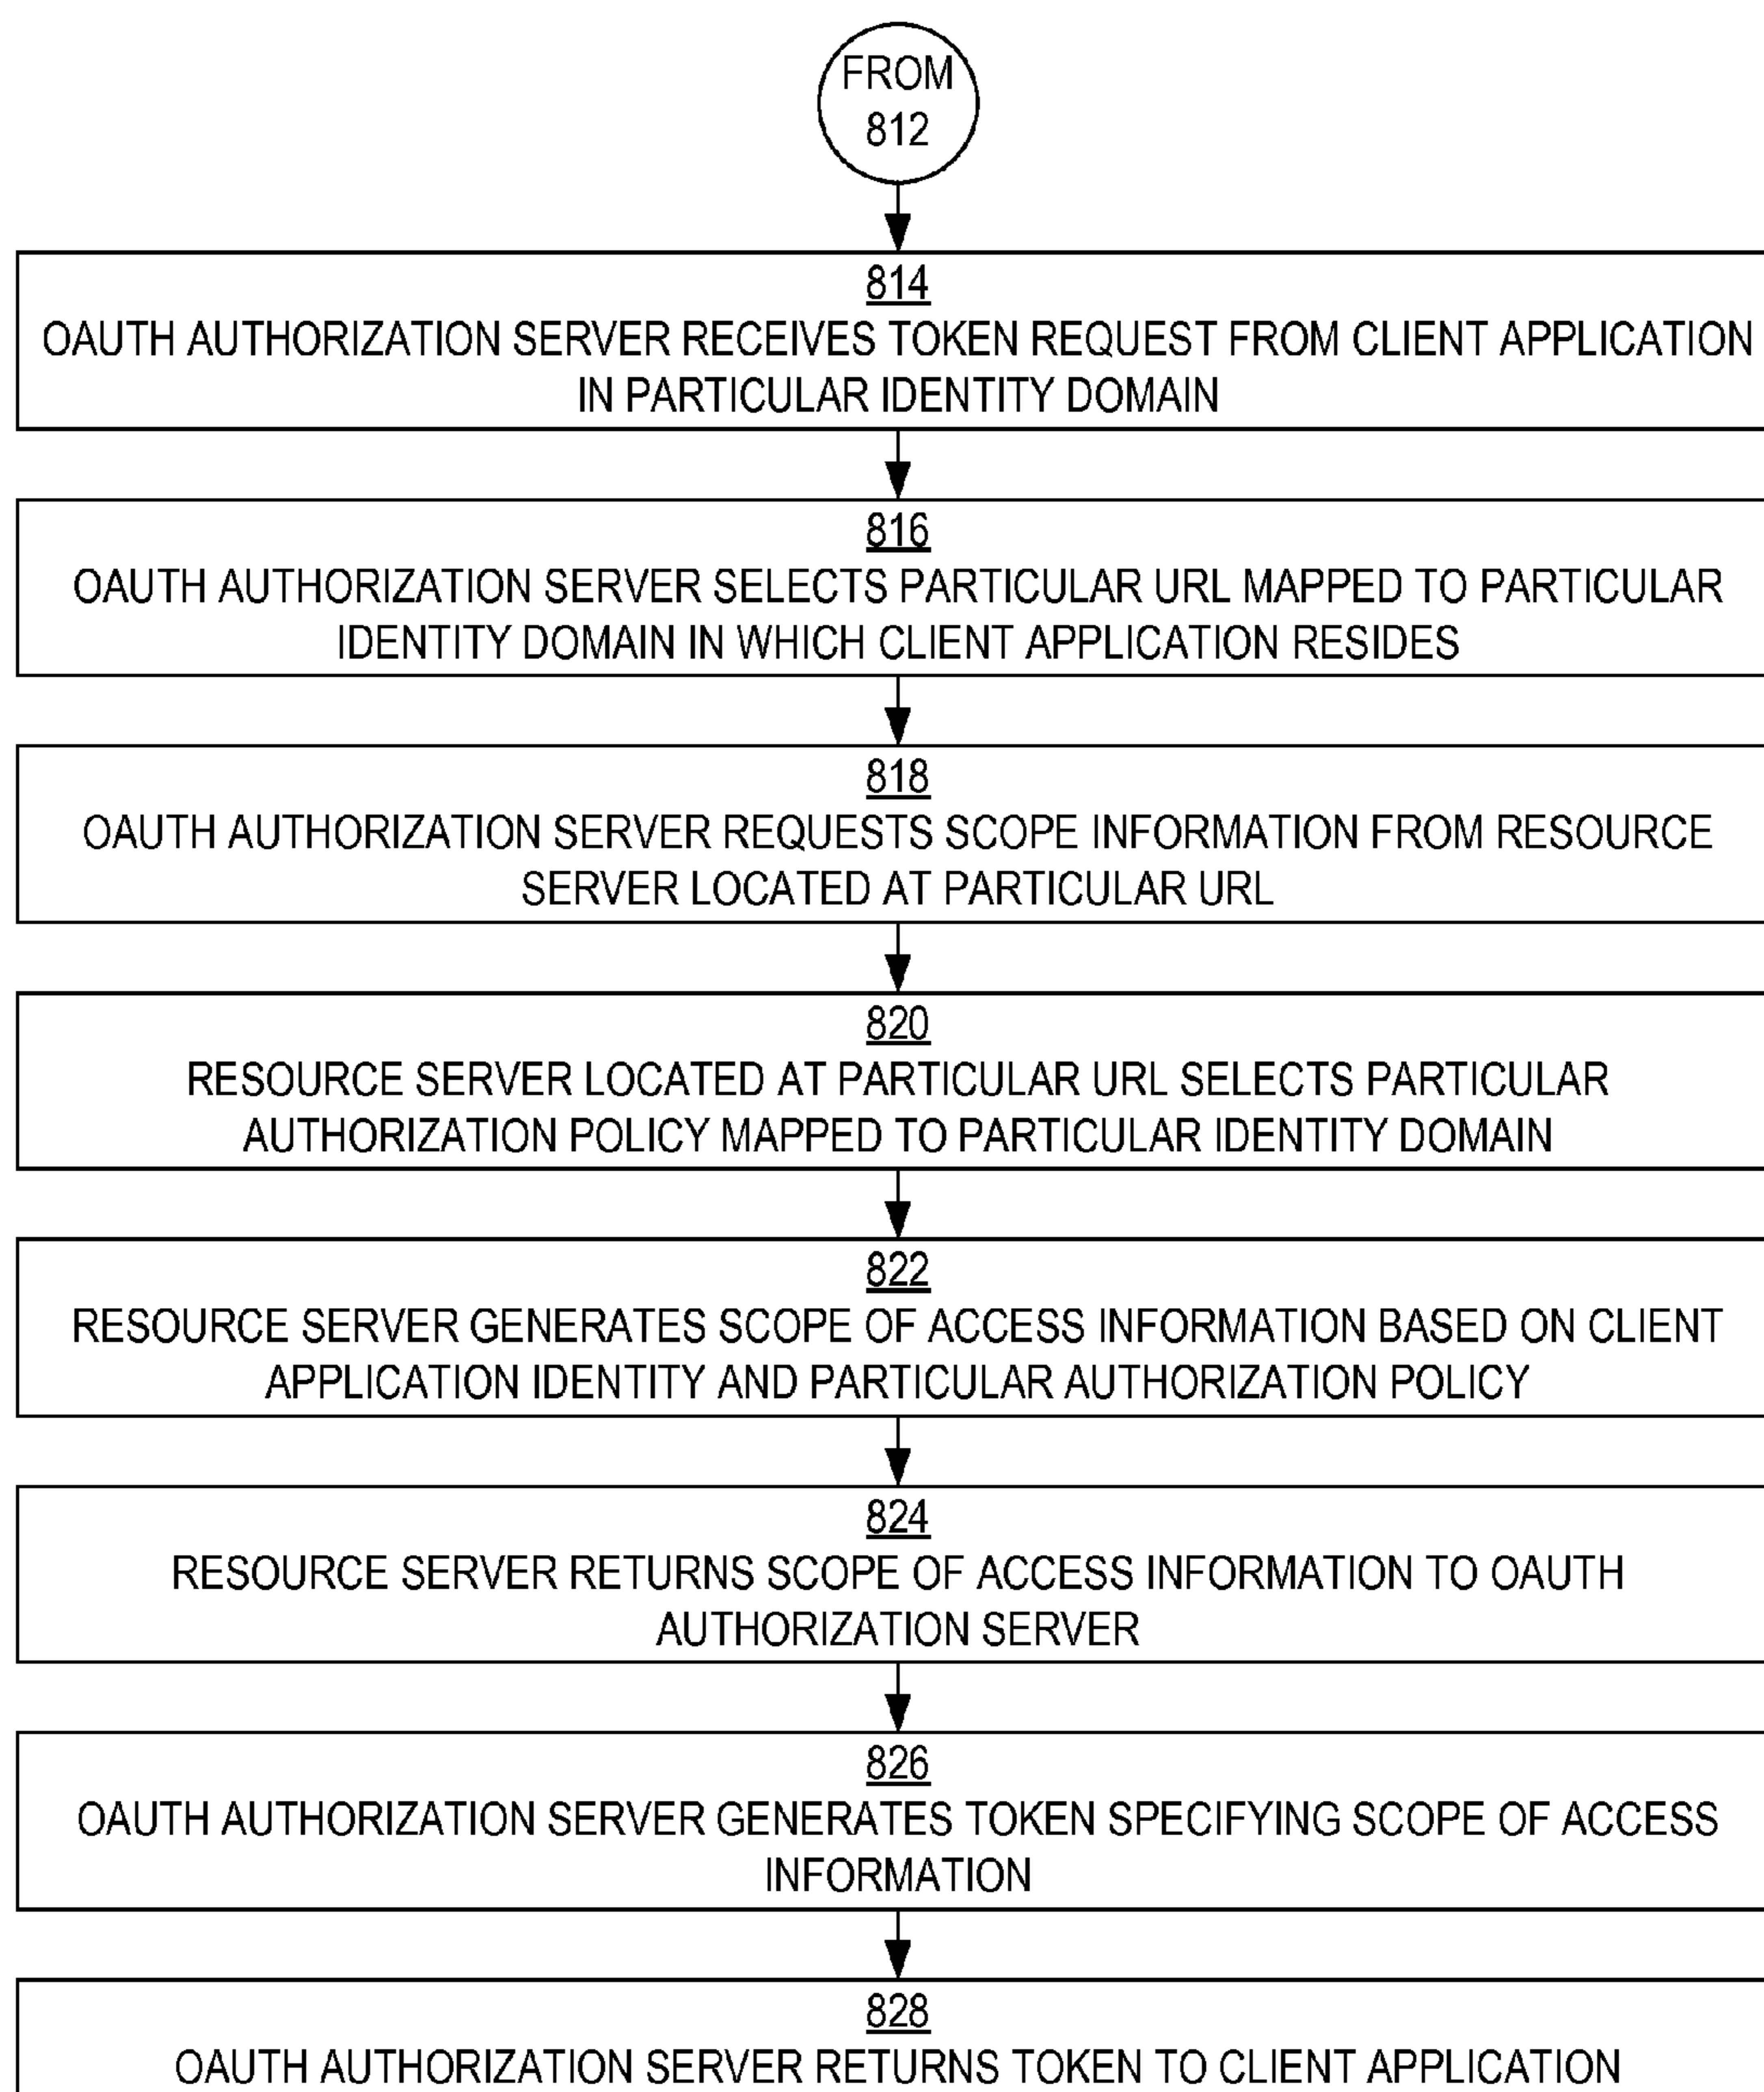 FROM
812
814
OAUTH AUTHORIZATION SERVER RECEIVES TOKEN REQUEST FROM CLIENT APPLICATION
IN PARTICULAR IDENTITY DOMAIN
816
OAUTH AUTHORIZATION SERVER SELECTS PARTICULAR URL MAPPED TO PARTICULAR
IDENTITY DOMAIN IN WHICH CLIENT APPLICATION RESIDES
818
OAUTH AUTHORIZATION SERVER REQUESTS SCOPE INFORMATION FROM RESOURCE
SERVER LOCATED AT PARTICULAR URL
820
RESOURCE SERVER LOCATED AT PARTICULAR URL SELECTS PARTICULAR
AUTHORIZATION POLICY MAPPED TO PARTICULAR IDENTITY DOMAIN
822
RESOURCE SERVER GENERATES SCOPE OF ACCESS INFORMATION BASED ON CLIENT
APPLICATION IDENTITY AND PARTICULAR AUTHORIZATION POLICY
824
RESOURCE SERVER RETURNS SCOPE OF ACCESS INFORMATION TO OAUTH
AUTHORIZATION SERVER
826
OAUTH AUTHORIZATION SERVER GENERATES TOKEN SPECIFYING SCOPE OF ACCESS
INFORMATION
828
OAUTH AUTHORIZATION SERVER RETURNS TOKEN TO CLIENT APPLICATION